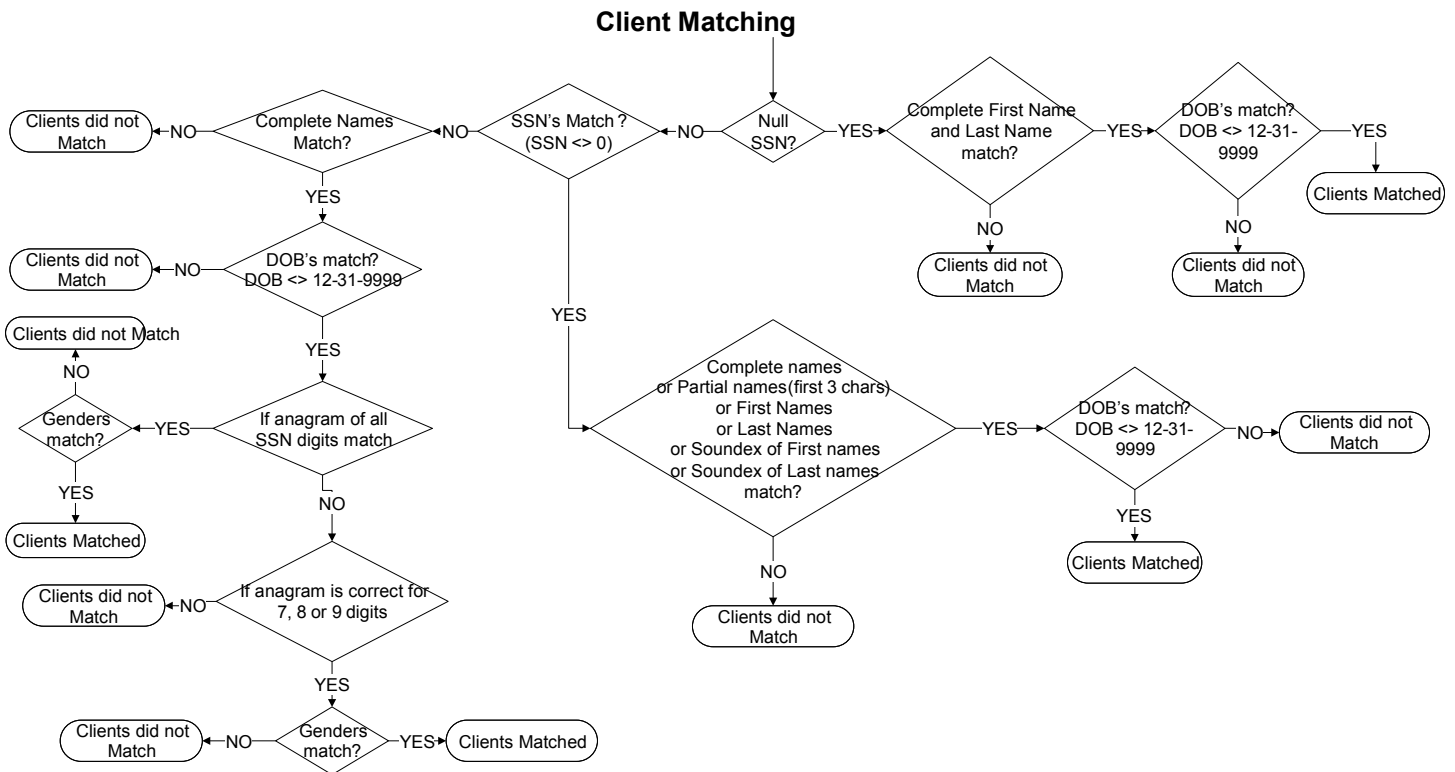 Client Matching
Null
SSN?
YES
Complete First Name
and Last Name
match?
YES
DOB's match?
DOB <> 12-31-
9999
YES
Clients Matched
NO
Clients did not
Match
NO
Clients did not
Match
NO
SSN's Match ?
(SSN <> 0)
NO
Complete Names
Match?
NO
Clients did not
Match
YES
DOB's match?
DOB <> 12-31-9999
NO
Clients did not
Match
YES
If anagram of all
SSN digits match
YES
Genders
match?
NO
Clients did not Match
YES
Clients Matched
NO
If anagram is correct for
7, 8 or 9 digits
NO
Clients did not
Match
YES
Genders
match?
NO
Clients did not
Match
YES
Clients Matched
YES
Complete names
or Partial names(first 3 chars)
or First Names
or Last Names
or Soundex of First names
or Soundex of Last names
match?
NO
Clients did not
Match
YES
DOB's match?
DOB <> 12-31-
9999
NO
Clients did not
Match
YES
Clients Matched